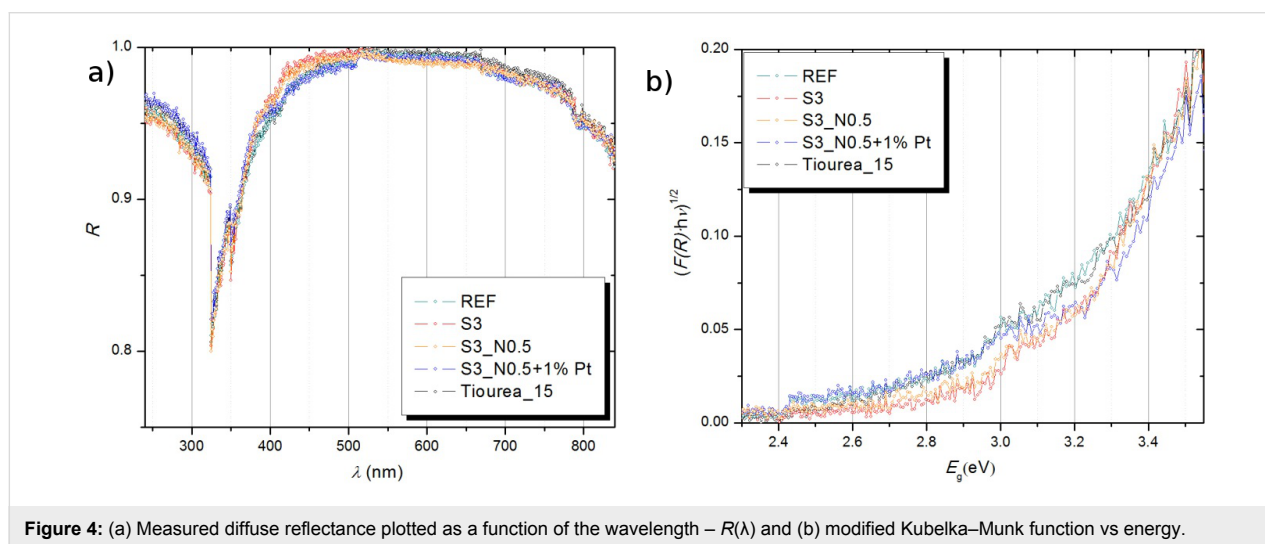 a)
1.0
0.9
0.8
R
300 400 500 600 700 800
λ (nm)
REF
S3
S3_N0.5
S3_N0.5+1% Pt
Tiourea_15
b)
0.20
0.15
0.10
0.05
0.00
(F(R)·hν)^1/2
2.4 2.6 2.8 3.0 3.2 3.4
E_g(eV)
REF
S3
S3_N0.5
S3_N0.5+1% Pt
Tiourea_15
Figure 4: (a) Measured diffuse reflectance plotted as a function of the wavelength – R(λ) and (b) modified Kubelka–Munk function vs energy.